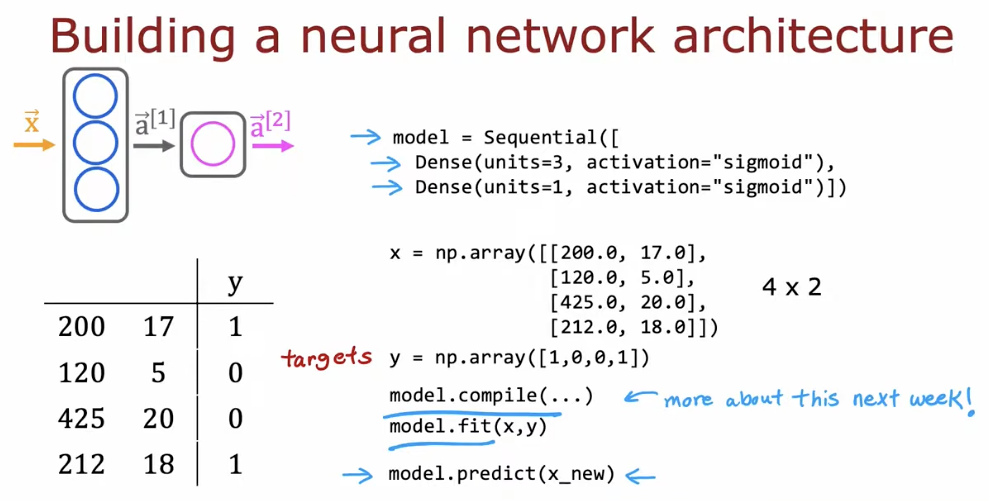 Building a neural network architecture
x⃗
a⃗[1]
a⃗[2]
model = Sequential([
Dense(units=3, activation="sigmoid"),
Dense(units=1, activation="sigmoid")])
x = np.array([[200.0, 17.0],
[120.0, 5.0],
[425.0, 20.0],
[212.0, 18.0]])
4 x 2
targets y = np.array([1,0,0,1])
model.compile(...) more about this next week!
model.fit(x,y)
model.predict(x_new)
y
200 17 1
120 5 0
425 20 0
212 18 1